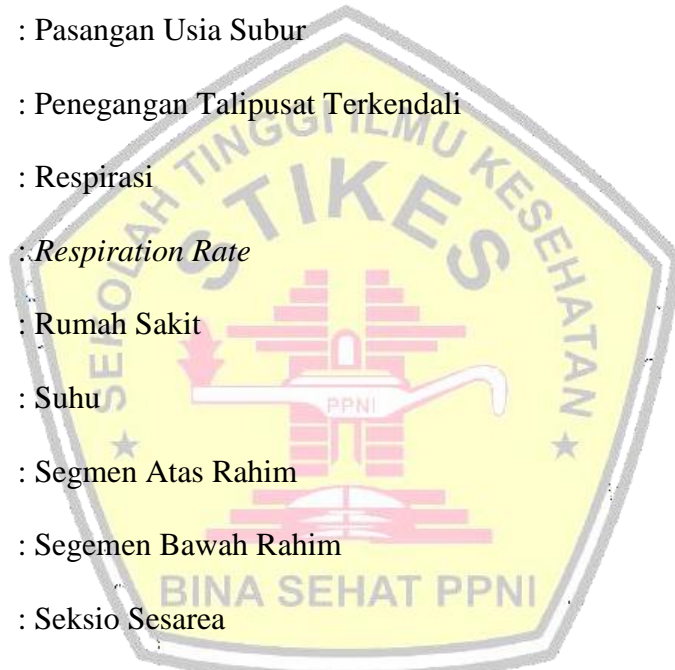 : Pasangan Usia Subur
: Penegangan Talipusat Terkendali
: Respirasi
: Respiration Rate
: Rumah Sakit
: Suhu
: Segmen Atas Rahim
: Segemen Bawah Rahim
: Seksio Sesarea
SEKOLAH TINGGI ILMU KESEHATAN
STIKES
PPNI
BINA SEHAT PPNI